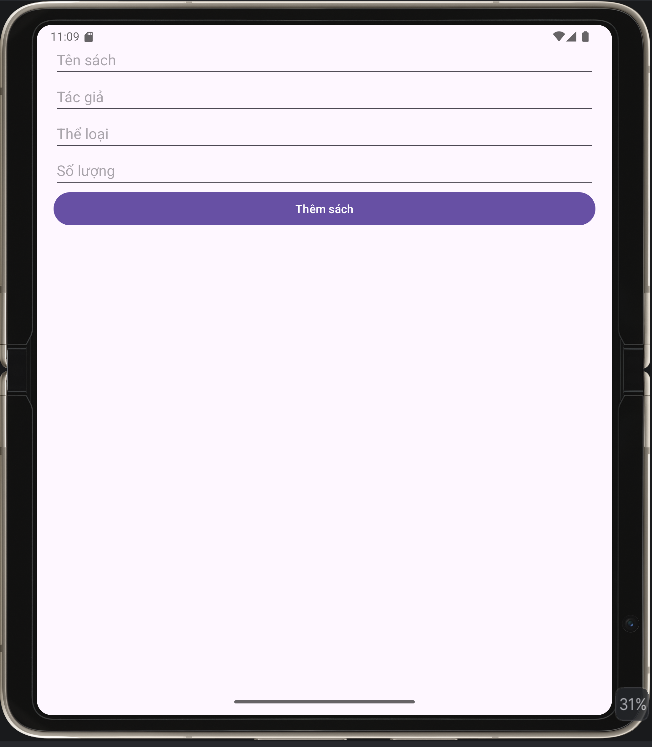 11:09
Tên sách
Tác giả
Thể loại
Số lượng
Thêm sách
31%